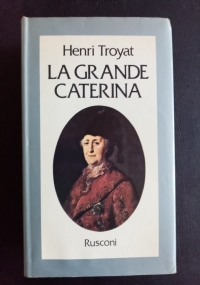 Henri Troyat
LA GRANDE
CATERINA
Rusconi